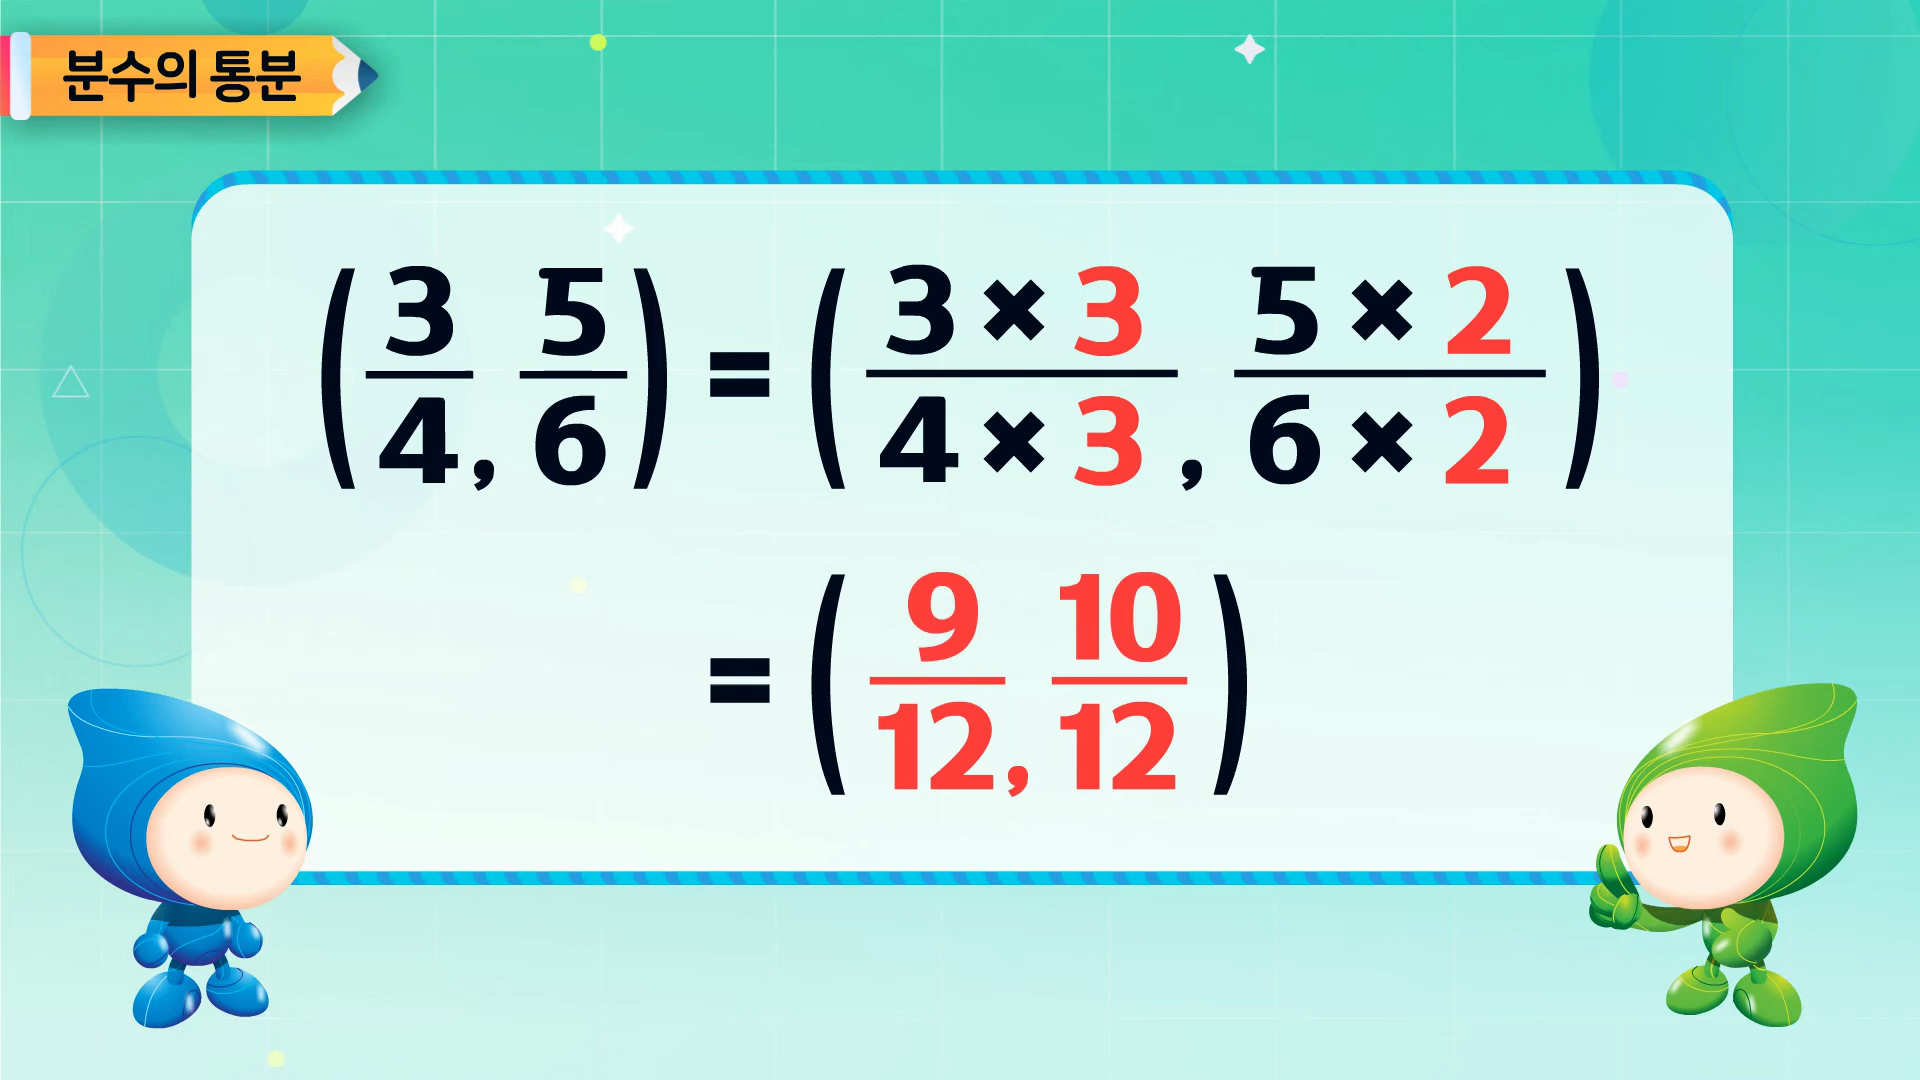 분수의 통분
(3/4, 5/6) = (3×3/4×3, 5×2/6×2)
= (9/12, 10/12)